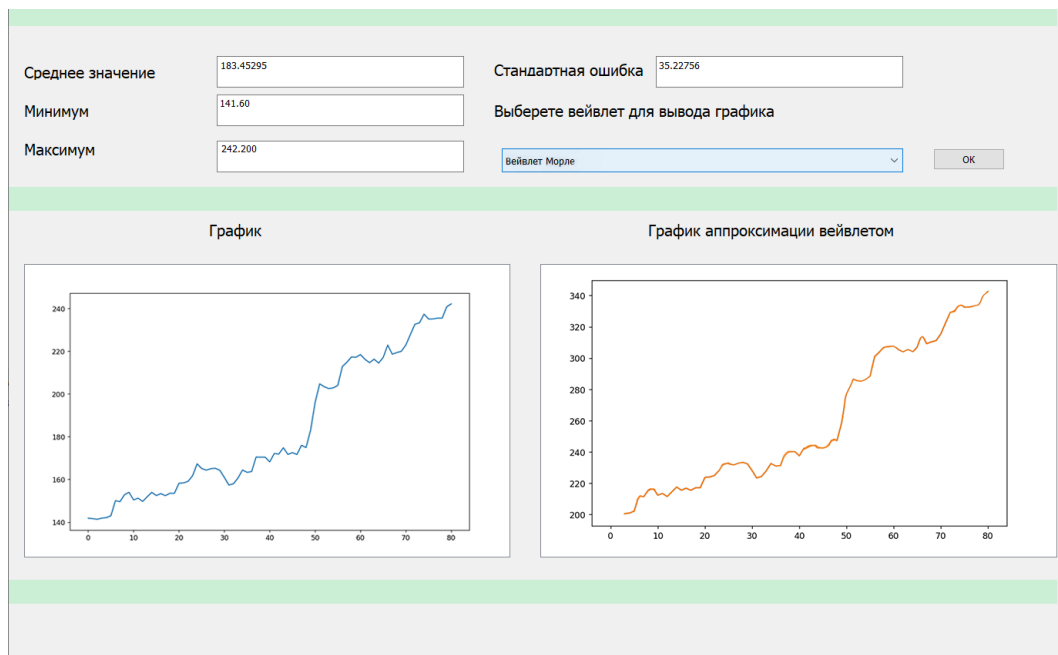 Среднее значение
183.45295
Стандартная ошибка
35.22756
Минимум
141.60
Выберете вейвлет для вывода графика
Максимум
242.200
Вейвлет Морле
ОК
График
График аппроксимации вейвлетом
240
220
200
180
160
140
0 10 20 30 40 50 60 70 80
340
320
300
280
260
240
220
200
0 10 20 30 40 50 60 70 80